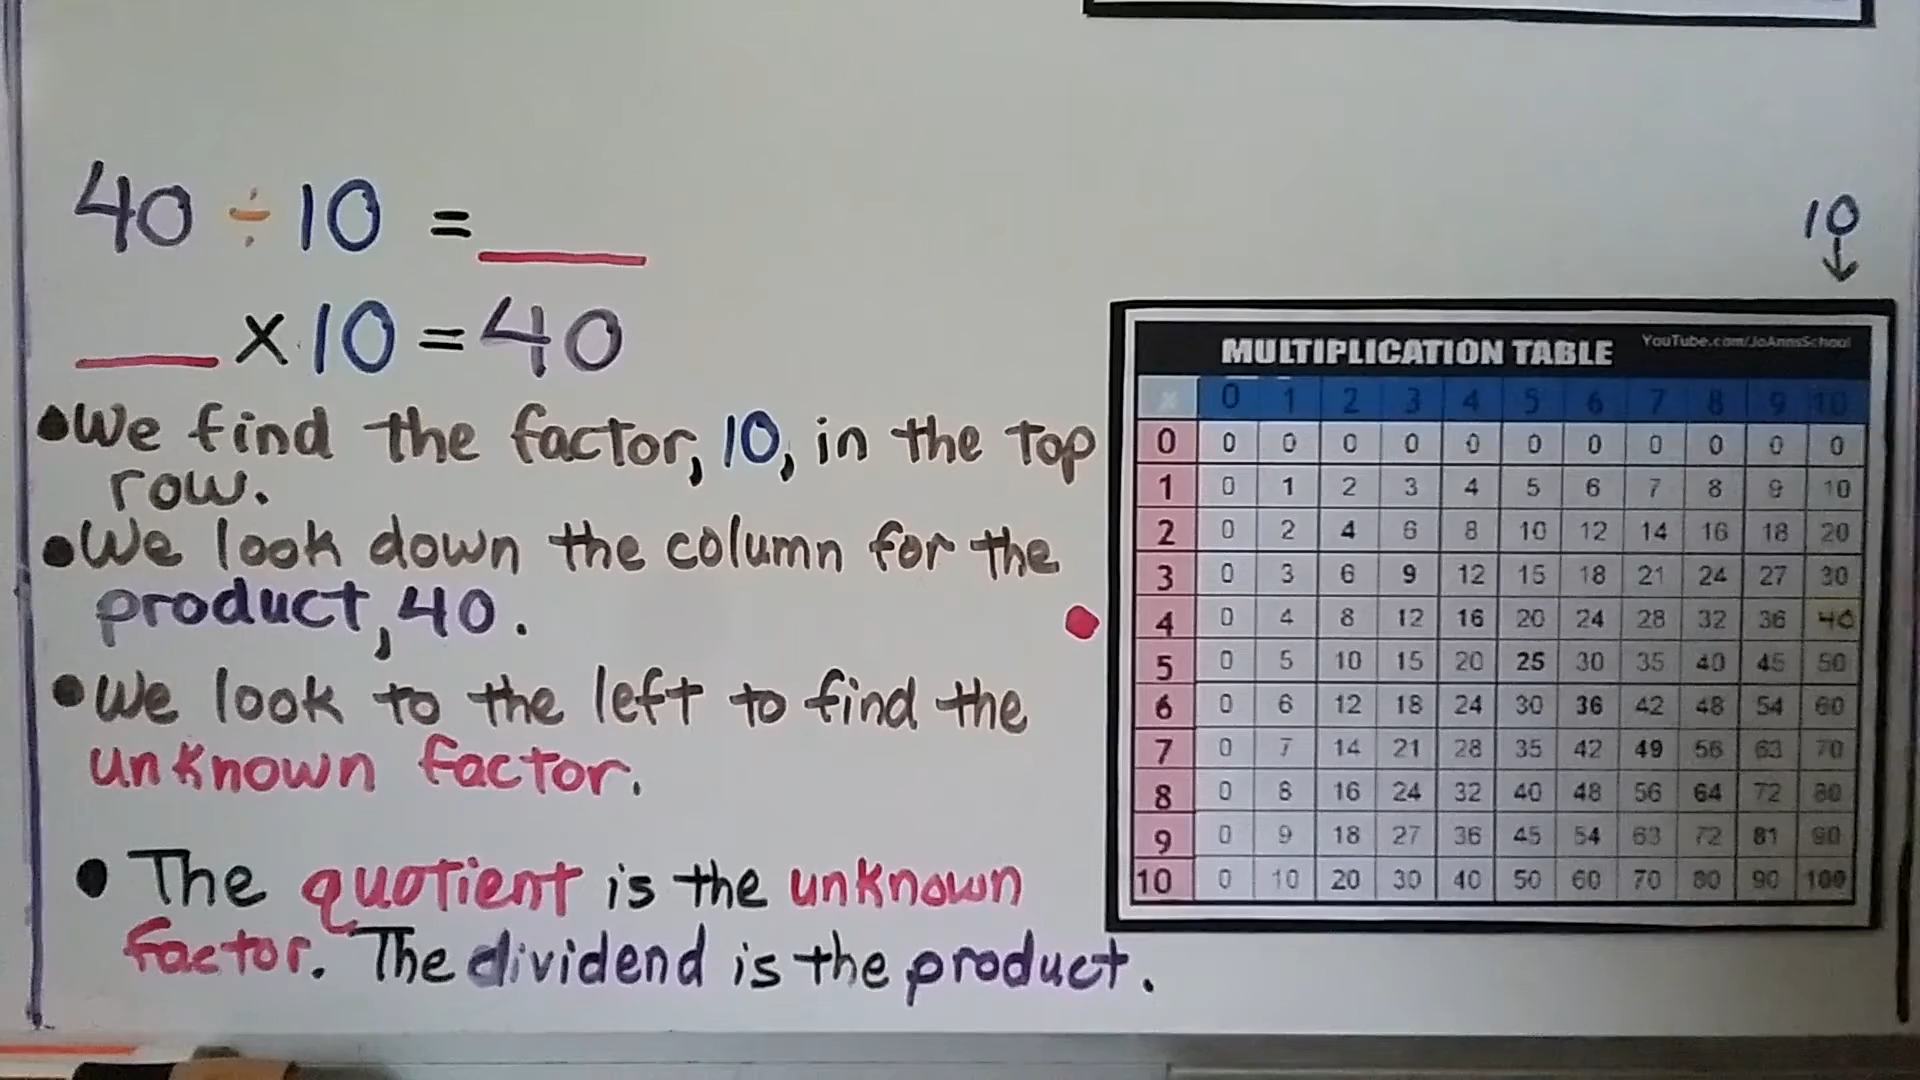 40 ÷ 10 = ____
____ × 10 = 40
• We find the factor, 10, in the top
row.
• We look down the column for the
product, 40.
• We look to the left to find the
unknown factor.
• The quotient is the unknown
factor. The dividend is the product.
10
MULTIPLICATION TABLE
YouTube.com/JoAnnsSchool
× 0 1 2 3 4 5 6 7 8 9 10
0 0 0 0 0 0 0 0 0 0 0 0
1 0 1 2 3 4 5 6 7 8 9 10
2 0 2 4 6 8 10 12 14 16 18 20
3 0 3 6 9 12 15 18 21 24 27 30
4 0 4 8 12 16 20 24 28 32 36 40
5 0 5 10 15 20 25 30 35 40 45 50
6 0 6 12 18 24 30 36 42 48 54 60
7 0 7 14 21 28 35 42 49 56 63 70
8 0 8 16 24 32 40 48 56 64 72 80
9 0 9 18 27 36 45 54 63 72 81 90
10 0 10 20 30 40 50 60 70 80 90 100